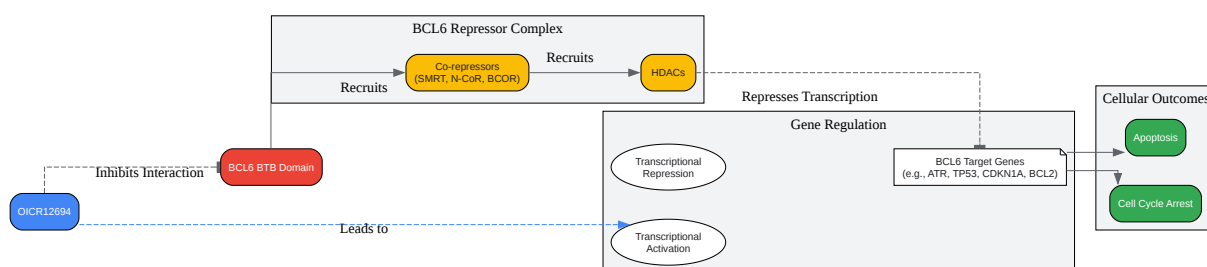 BCL6 Repressor Complex
Co-repressors
(SMRT, N-CoR, BCOR)
Recruits
HDACs
Recruits
Represses Transcription
Cellular Outcomes
Gene Regulation
Apoptosis
BCL6 BTB Domain
Inhibits Interaction
Transcriptional
Repression
BCL6 Target Genes
(e.g., ATR, TP53, CDKN1A, BCL2)
Cell Cycle Arrest
OICR12694
Leads to
Transcriptional
Activation